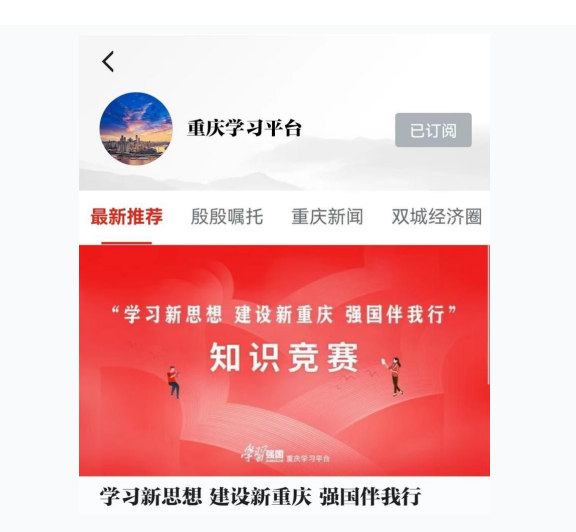 重庆学习平台
已订阅
最新推荐 殷殷嘱托 重庆新闻 双城经济圈
“学习新思想 建设新重庆 强国伴我行”
知识竞赛
学习强国 重庆学习平台
学习新思想 建设新重庆 强国伴我行